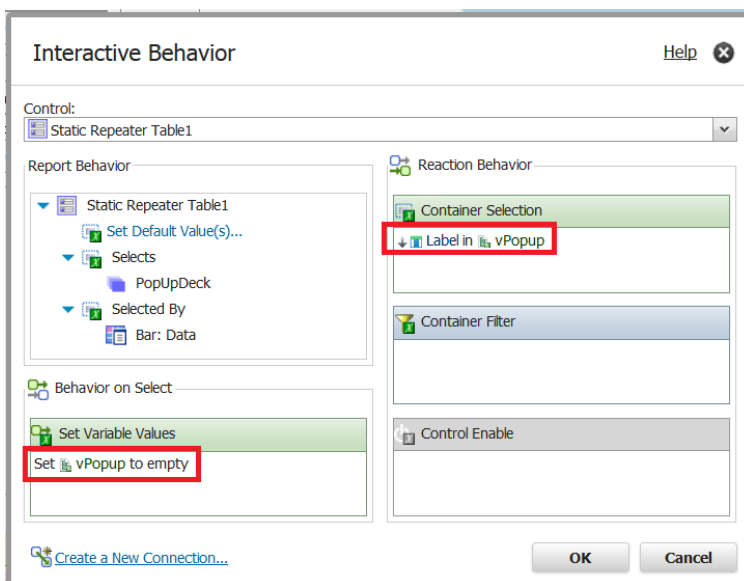 Interactive Behavior
Help
Control:
Static Repeater Table1
Report Behavior
Static Repeater Table1
Set Default Value(s)...
Selects
PopUpDeck
Selected By
Bar: Data
Behavior on Select
Set Variable Values
Set vPopup to empty
Reaction Behavior
Container Selection
Label in vPopup
Container Filter
Control Enable
Create a New Connection...
OK
Cancel